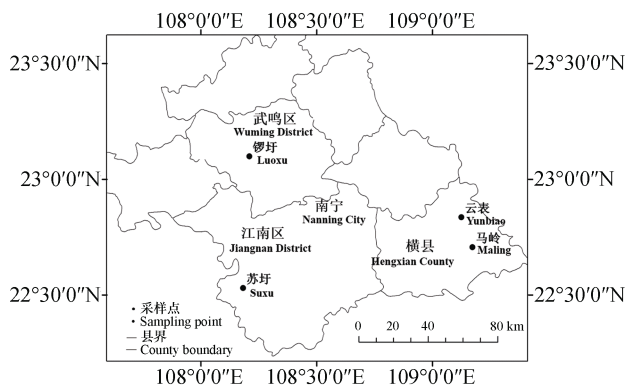 108°0′0″E 108°30′0″E 109°0′0″E
23°30′0″N 23°30′0″N
武鸣区
Wuming District
锣圩
Luoxu
23°0′0″N 23°0′0″N
南宁
Nanning City
云表
Yunbiao
江南区
Jiangnan District
横县
Hengxian County
马岭
Maling
苏圩
Suxu
22°30′0″N 22°30′0″N
采样点
Sampling point
县界
County boundary
0 20 40 80 km
108°0′0″E 108°30′0″E 109°0′0″E